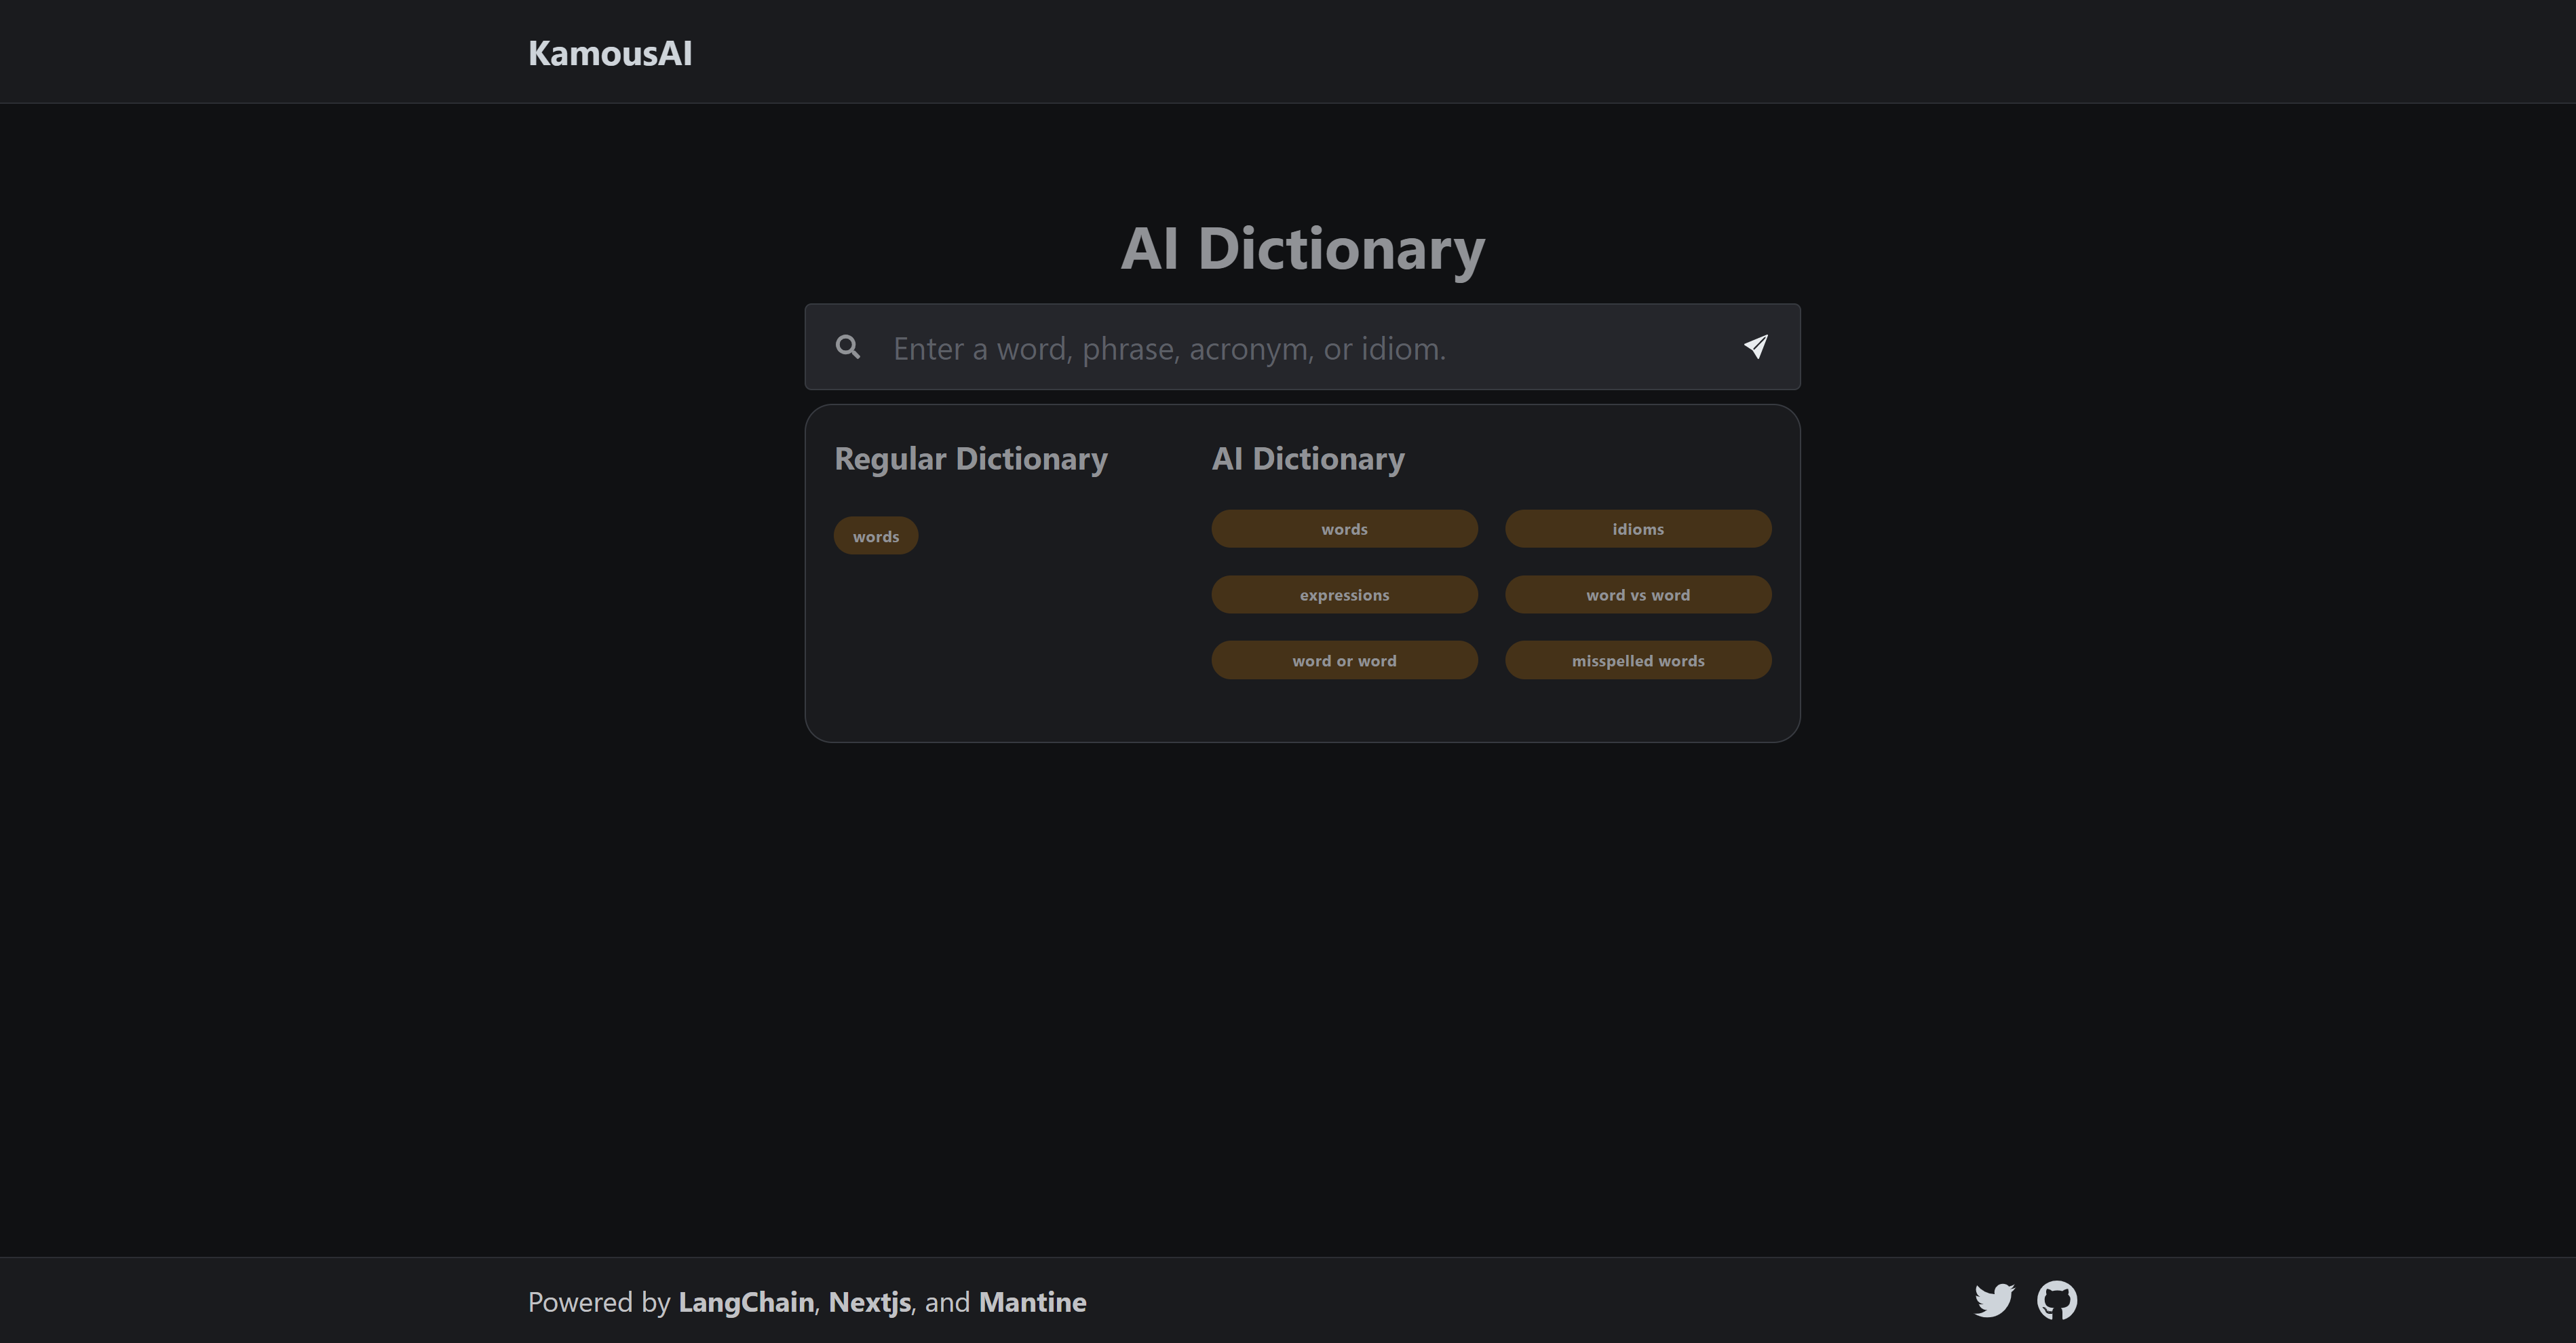 KamousAI
AI Dictionary
Enter a word, phrase, acronym, or idiom.
Regular Dictionary
words
AI Dictionary
words
idioms
expressions
word vs word
word or word
misspelled words
Powered by LangChain, Nextjs, and Mantine